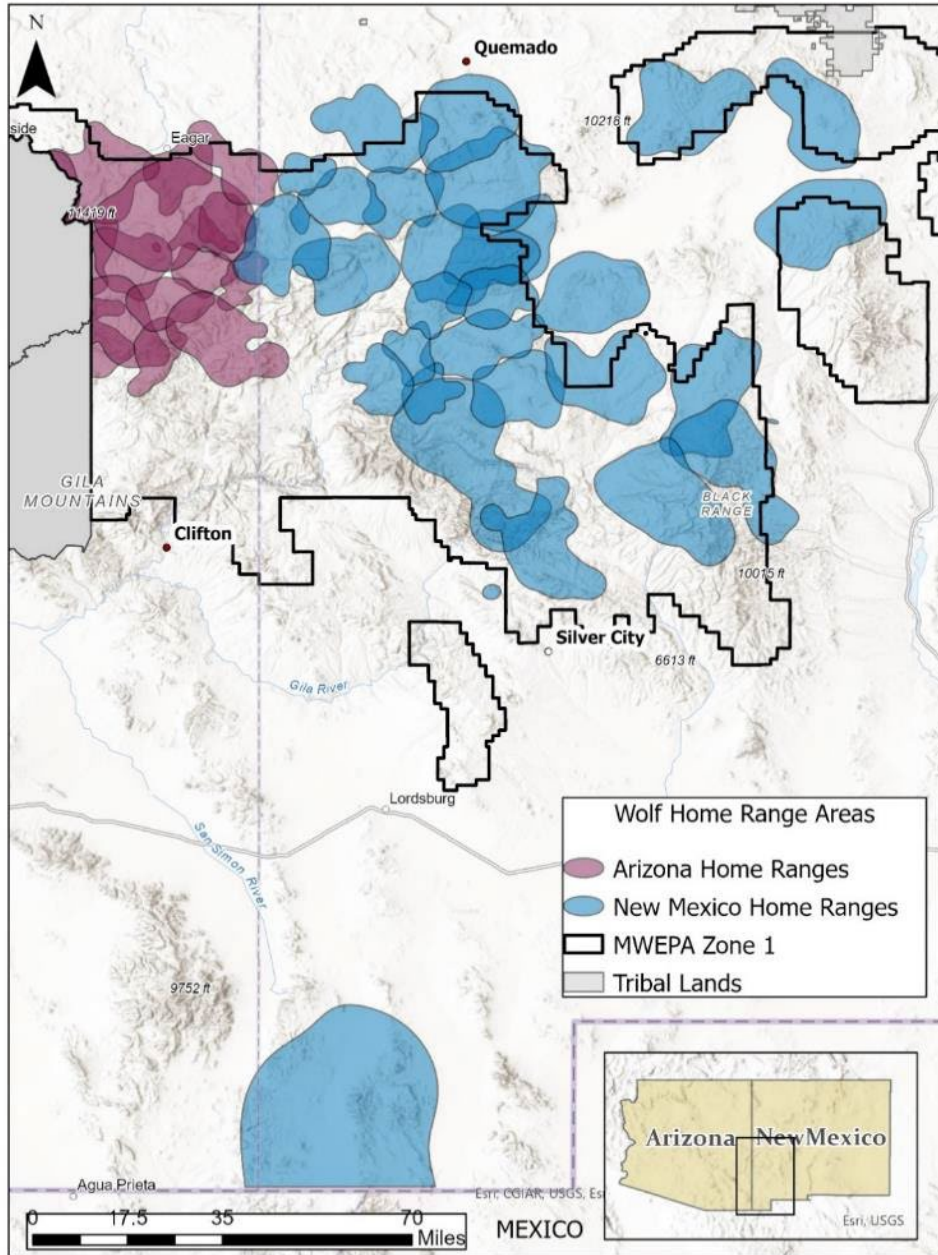 N
Quemado
side
Eagar
10218 ft
11419 ft
GILA
MOUNTAINS
Clifton
BLACK
RANGE
10015 ft
Silver City
6613 ft
Gila River
Lordsburg
San Simon River
Wolf Home Range Areas
Arizona Home Ranges
New Mexico Home Ranges
MWEPA Zone 1
Tribal Lands
9752 ft
Arizona
NewMexico
Esri, USGS
Agua Prieta
Esri, CGIAR, USGS, Esri
MEXICO
0 17.5 35 70
Miles